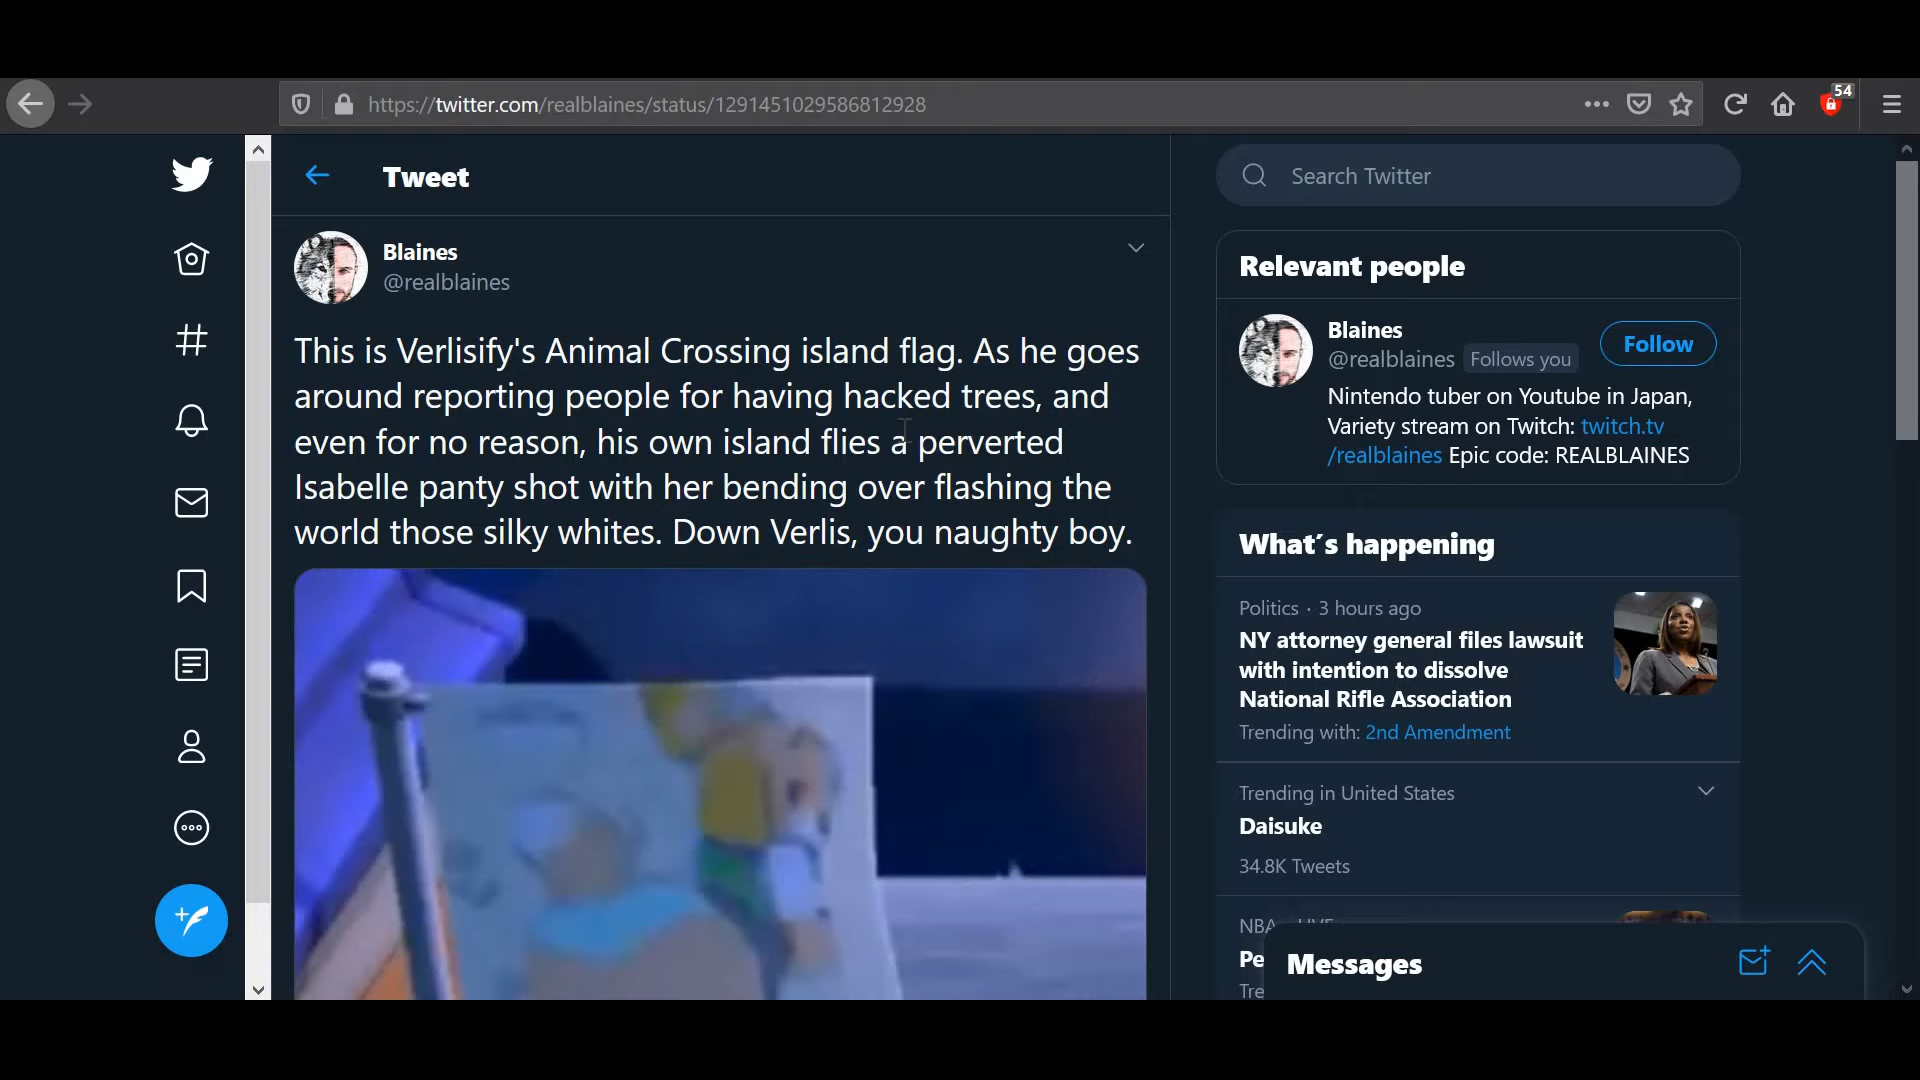 https://twitter.com/realblaines/status/1291451029586812928
54
Tweet
Search Twitter
Blaines
@realblaines
This is Verlisify's Animal Crossing island flag. As he goes
around reporting people for having hacked trees, and
even for no reason, his own island flies a perverted
Isabelle panty shot with her bending over flashing the
world those silky whites. Down Verlis, you naughty boy.
Relevant people
Blaines
@realblaines Follows you
Follow
Nintendo tuber on Youtube in Japan,
Variety stream on Twitch: twitch.tv
/realblaines Epic code: REALBLAINES
What's happening
Politics · 3 hours ago
NY attorney general files lawsuit
with intention to dissolve
National Rifle Association
Trending with: 2nd Amendment
Trending in United States
Daisuke
34.8K Tweets
NBA
Pe
Tre
Messages